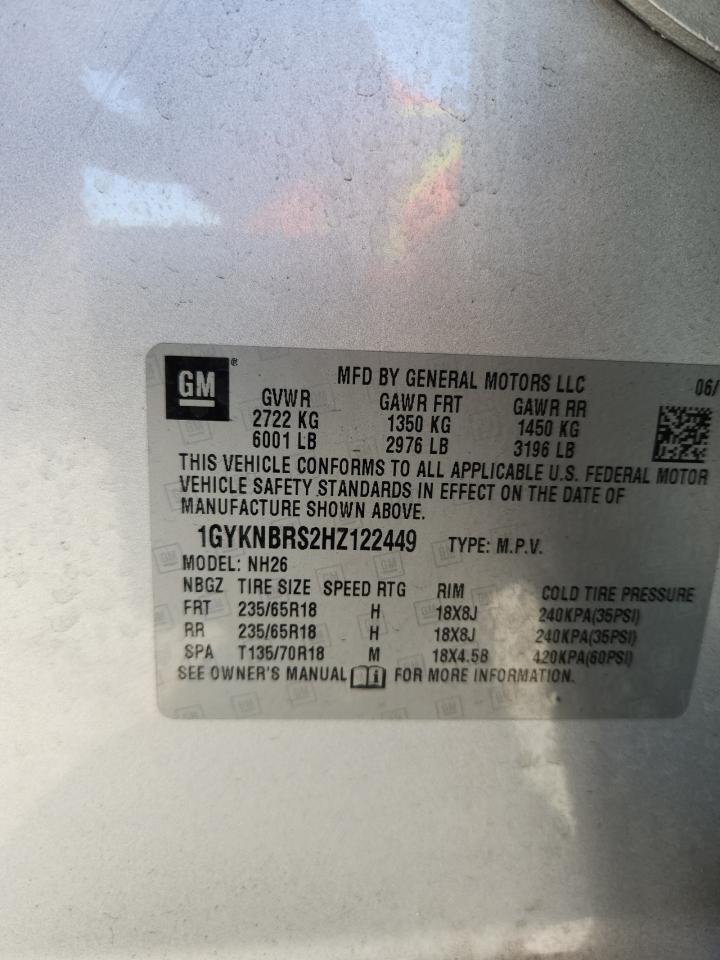 GM®
MFD BY GENERAL MOTORS LLC 06/
GVWR GAWR FRT GAWR RR
2722 KG 1350 KG 1450 KG
6001 LB 2976 LB 3196 LB
THIS VEHICLE CONFORMS TO ALL APPLICABLE U.S. FEDERAL MOTOR
VEHICLE SAFETY STANDARDS IN EFFECT ON THE DATE OF
MANUFACTURE SHOWN ABOVE.
1GYKNBRS2HZ122449 TYPE: M.P.V.
MODEL: NH26
NBGZ TIRE SIZE SPEED RTG RIM COLD TIRE PRESSURE
FRT 235/65R18 H 18X8J 240KPA(35PSI)
RR 235/65R18 H 18X8J 240KPA(35PSI)
SPA T135/70R18 M 18X4.5B 420KPA(60PSI)
SEE OWNER'S MANUAL FOR MORE INFORMATION.